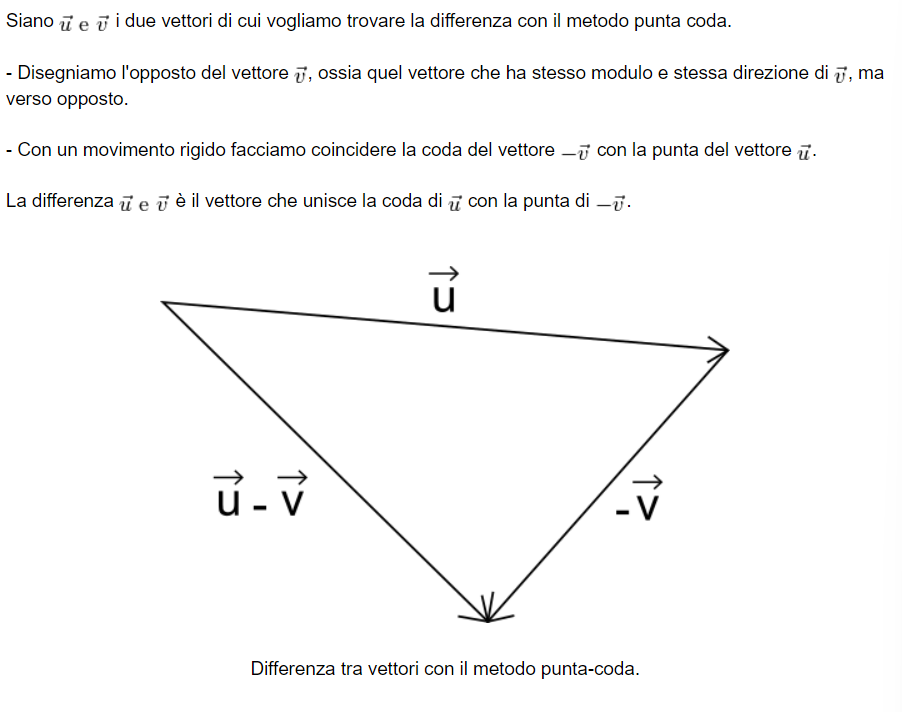 Siano u⃗ e v⃗ i due vettori di cui vogliamo trovare la differenza con il metodo punta coda.
- Disegniamo l'opposto del vettore v⃗, ossia quel vettore che ha stesso modulo e stessa direzione di v⃗, ma
verso opposto.
- Con un movimento rigido facciamo coincidere la coda del vettore −v⃗ con la punta del vettore u⃗.
La differenza u⃗ e v⃗ è il vettore che unisce la coda di u⃗ con la punta di −v⃗.
u⃗
u⃗ - v⃗
-v⃗
Differenza tra vettori con il metodo punta-coda.